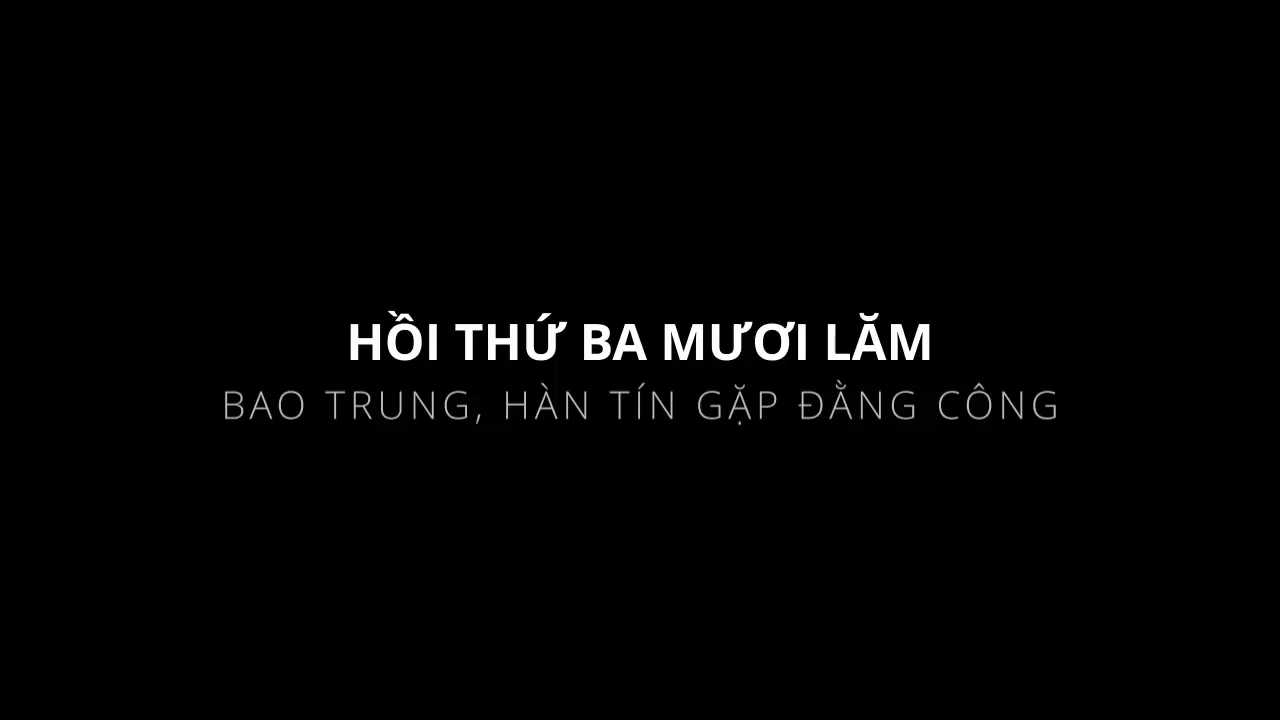 HỒI THỨ BA MƯƠI LĂM
BAO TRUNG, HÀN TÍN GẶP ĐẰNG CÔNG